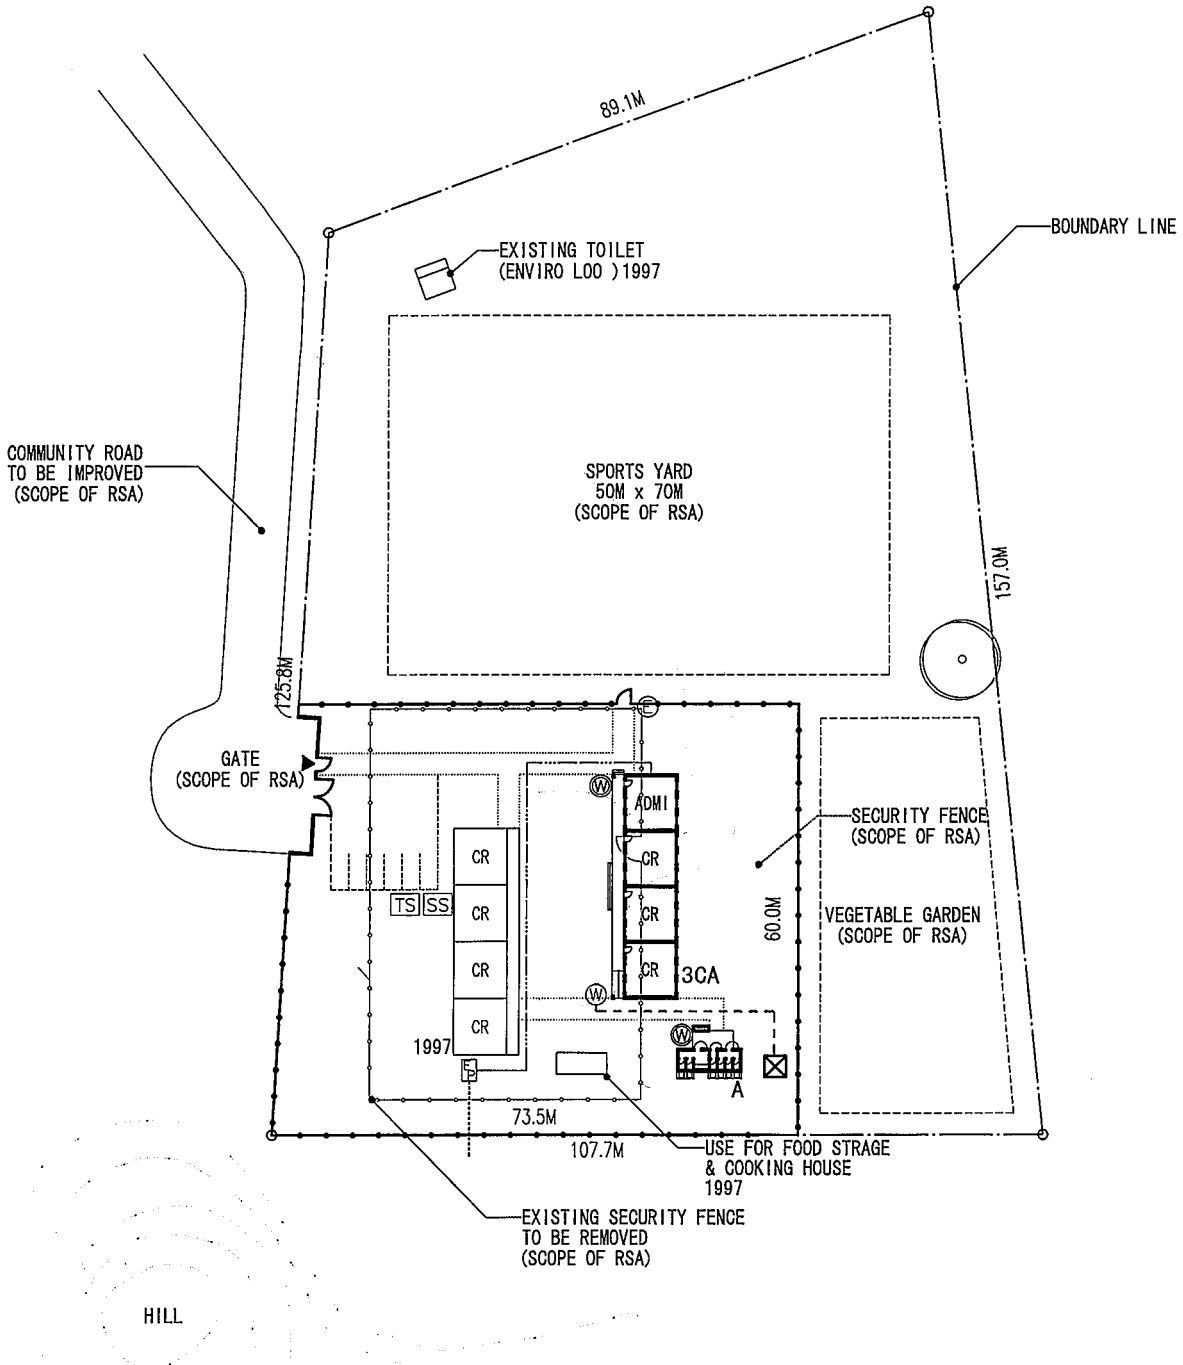 89.1M
BOUNDARY LINE
EXISTING TOILET
(ENVIRO LOO ) 1997
COMMUNITY ROAD
TO BE IMPROVED
(SCOPE OF RSA)
SPORTS YARD
50M x 70M
(SCOPE OF RSA)
157.0M
125.8M
E
GATE
(SCOPE OF RSA)
W
ADMI
SECURITY FENCE
(SCOPE OF RSA)
CR
CR
TS
SS
CR
CR
60.0M
VEGETABLE GARDEN
(SCOPE OF RSA)
CR
CR
3CA
W
CR
1997
W
EP
A
73.5M
107.7M
USE FOR FOOD STRAGE
& COOKING HOUSE
1997
EXISTING SECURITY FENCE
TO BE REMOVED
(SCOPE OF RSA)
HILL